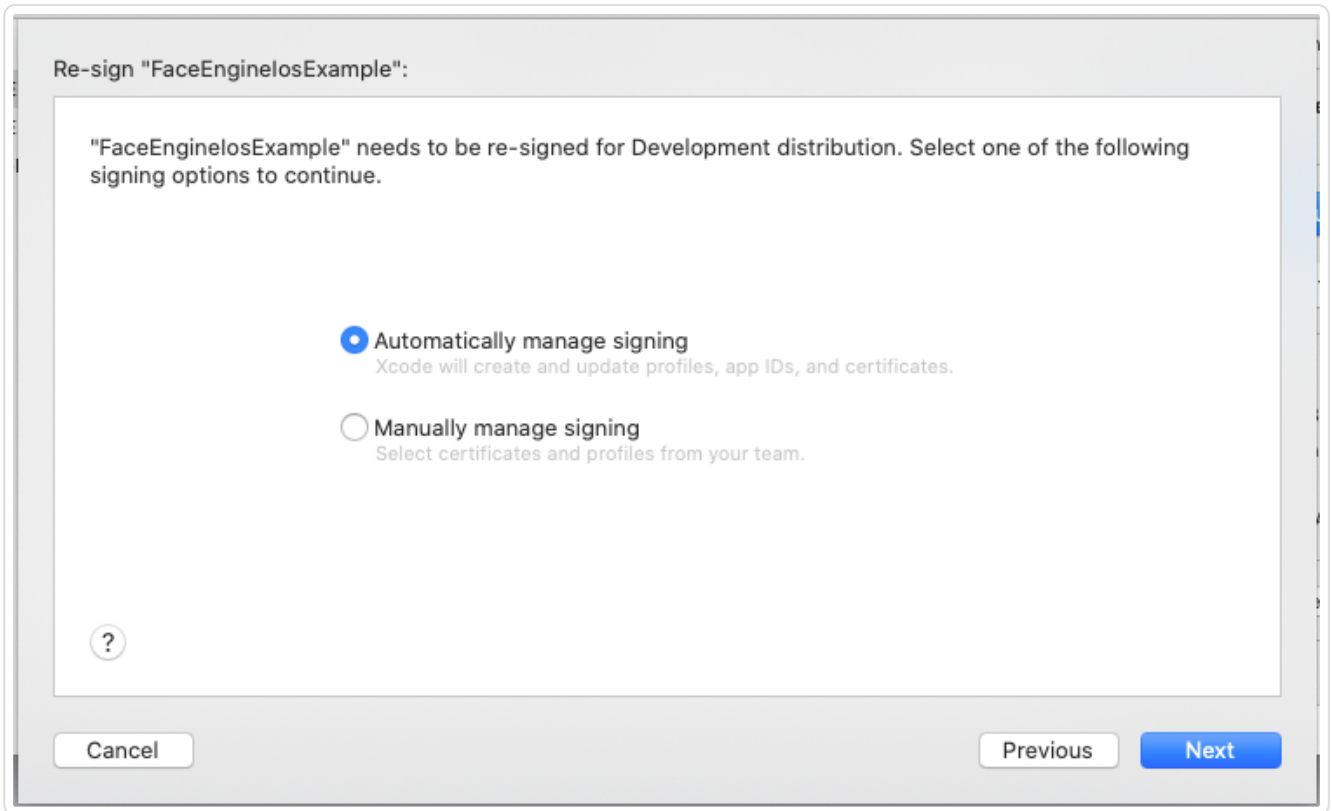 Re-sign "FaceEngineIosExample":
"FaceEngineIosExample" needs to be re-signed for Development distribution. Select one of the following
signing options to continue.
Automatically manage signing
Xcode will create and update profiles, app IDs, and certificates.
Manually manage signing
Select certificates and profiles from your team.
?
Cancel
Previous
Next